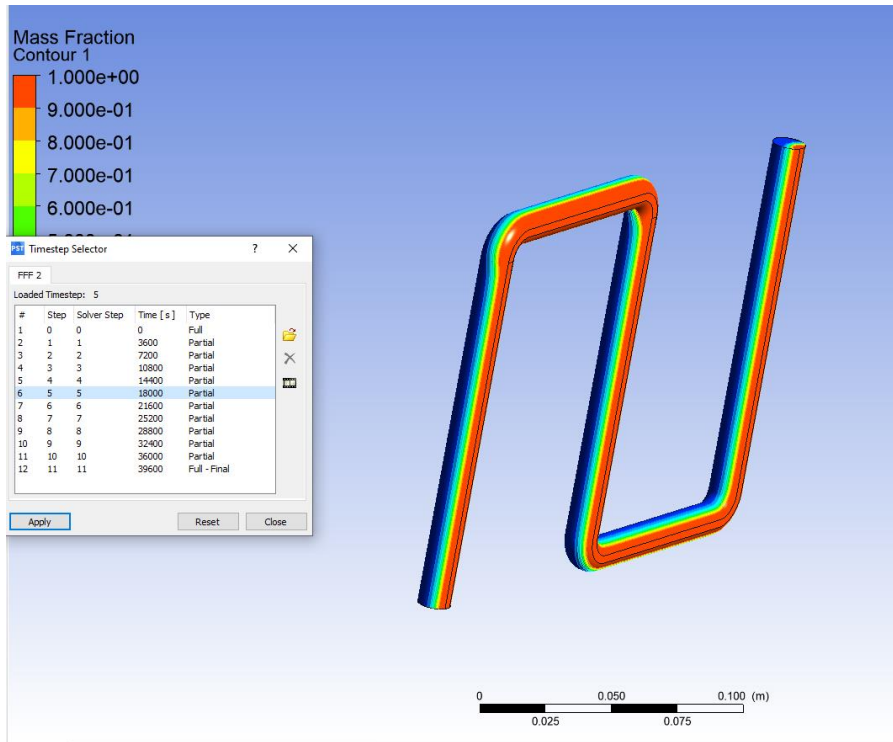 Mass Fraction
Contour 1
1.000e+00
9.000e-01
8.000e-01
7.000e-01
6.000e-01
PST Timestep Selector ? X
FFF 2
Loaded Timestep: 5
# Step Solver Step Time [ s ] Type
1 0 0 0 Full
2 1 1 3600 Partial
3 2 2 7200 Partial
4 3 3 10800 Partial
5 4 4 14400 Partial
6 5 5 18000 Partial
7 6 6 21600 Partial
8 7 7 25200 Partial
9 8 8 28800 Partial
10 9 9 32400 Partial
11 10 10 36000 Partial
12 11 11 39600 Full - Final
Apply Reset Close
0 0.050 0.100 (m)
0.025 0.075